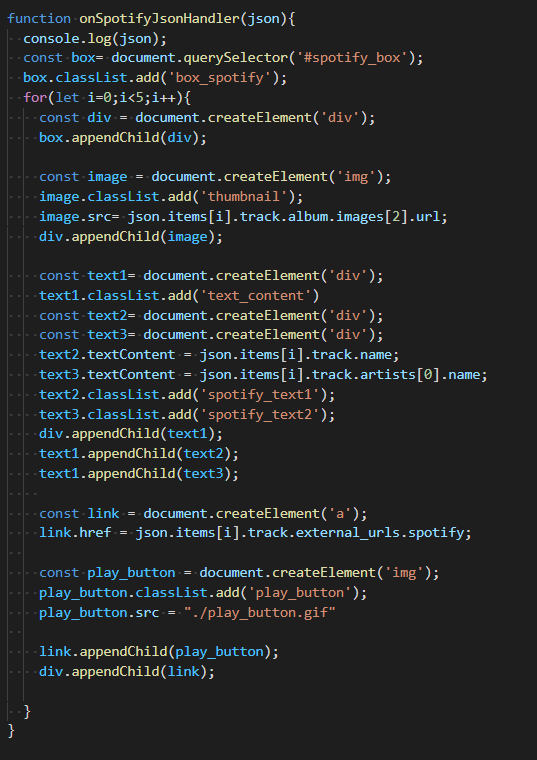 function onSpotifyJsonHandler(json){
  console.log(json);
  const box= document.querySelector('#spotify_box');
  box.classList.add('box_spotify');
  for(let i=0;i<5;i++){
    const div = document.createElement('div');
    box.appendChild(div);

    const image = document.createElement('img');
    image.classList.add('thumbnail');
    image.src= json.items[i].track.album.images[2].url;
    div.appendChild(image);

    const text1= document.createElement('div');
    text1.classList.add('text_content')
    const text2= document.createElement('div');
    const text3= document.createElement('div');
    text2.textContent = json.items[i].track.name;
    text3.textContent = json.items[i].track.artists[0].name;
    text2.classList.add('spotify_text1');
    text3.classList.add('spotify_text2');
    div.appendChild(text1);
    text1.appendChild(text2);
    text1.appendChild(text3);

    const link = document.createElement('a');
    link.href = json.items[i].track.external_urls.spotify;

    const play_button = document.createElement('img');
    play_button.classList.add('play_button');
    play_button.src = "./play_button.gif"

    link.appendChild(play_button);
    div.appendChild(link);

  }
}